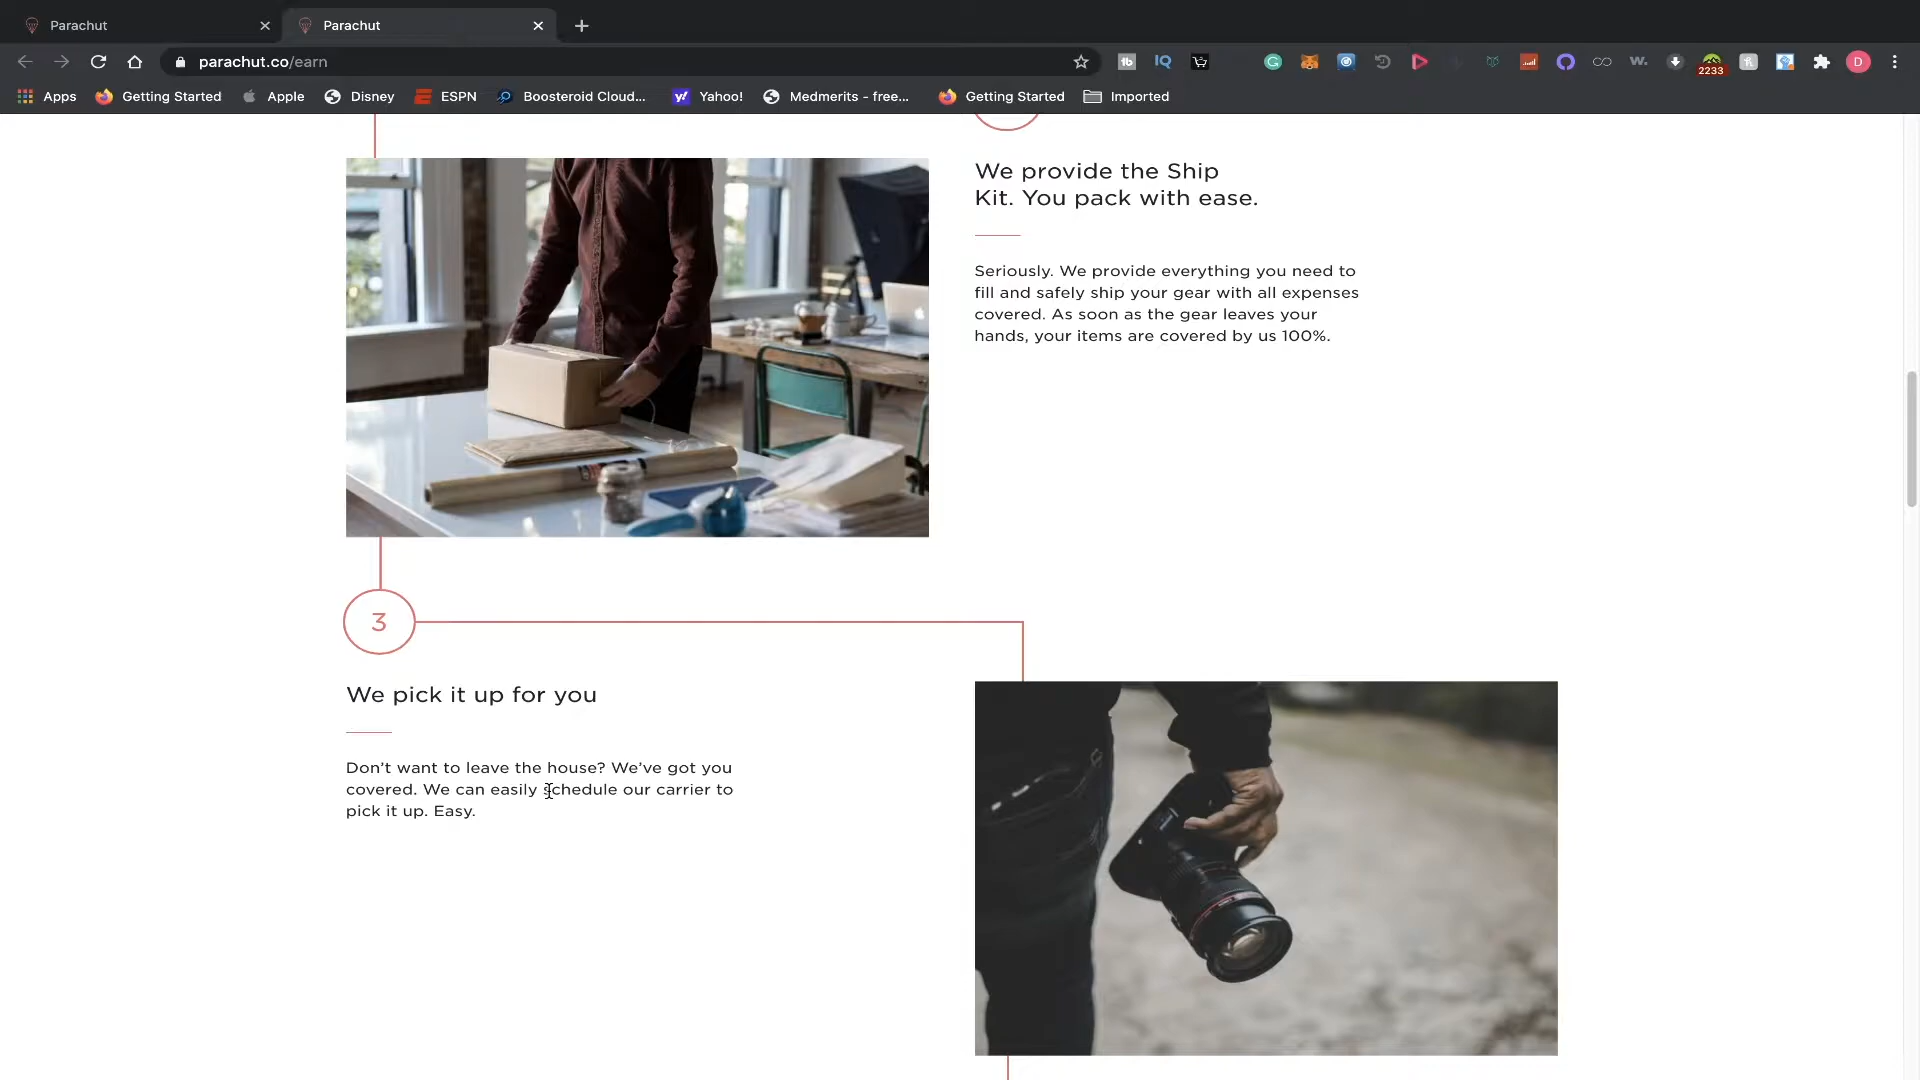 Parachut
Parachut
parachut.co/earn
2233
D
Apps
Getting Started
Apple
Disney
ESPN
Boosteroid Cloud...
Yahoo!
Medmerits - free...
Getting Started
Imported
We provide the Ship
Kit. You pack with ease.
Seriously. We provide everything you need to
fill and safely ship your gear with all expenses
covered. As soon as the gear leaves your
hands, your items are covered by us 100%.
3
We pick it up for you
Don’t want to leave the house? We’ve got you
covered. We can easily schedule our carrier to
pick it up. Easy.